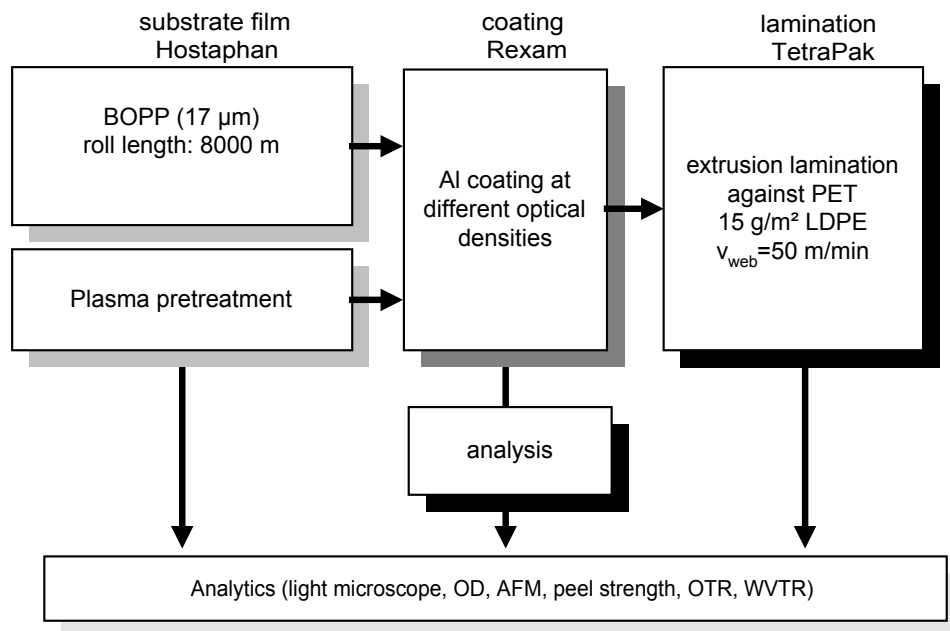 substrate film
Hostaphan
coating
Rexam
lamination
TetraPak
BOPP (17 µm)
roll length: 8000 m
Plasma pretreatment
Al coating at
different optical
densities
extrusion lamination
against PET
15 g/m² LDPE
v_web=50 m/min
analysis
Analytics (light microscope, OD, AFM, peel strength, OTR, WVTR)